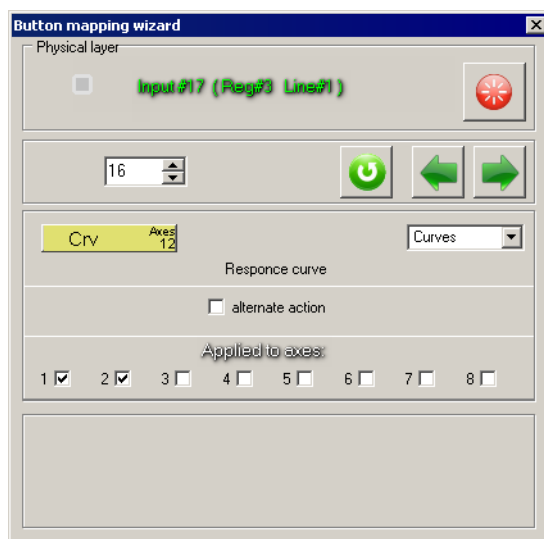 Button mapping wizard
Physical layer
Input #17 ( Reg#3 Line#1 )
16
Crv Axes 12
Curves
Responce curve
alternate action
Applied to axes:
1 2 3 4 5 6 7 8